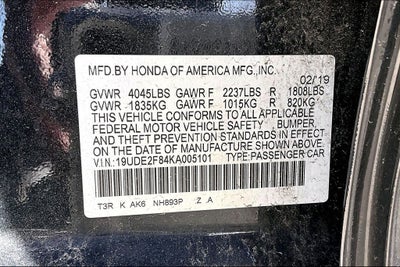 02/19
MFD.BY HONDA OF AMERICA MFG.,INC.
GVWR 4045LBS GAWR F 2237LBS R 1808LBS
GVWR 1835KG GAWR F 1015KG R 820KG
THIS VEHICLE CONFORMS TO ALL APPLICABLE
FEDERAL MOTOR VEHICLE SAFETY, BUMPER,
AND THEFT PREVENTION STANDARDS IN EFFECT
ON THE DATE OF MANUFACTURE SHOWN ABOVE.
V.I.N.:19UDE2F84KA005101 TYPE:PASSENGER CAR
T3R K AK6 NH893P Z A